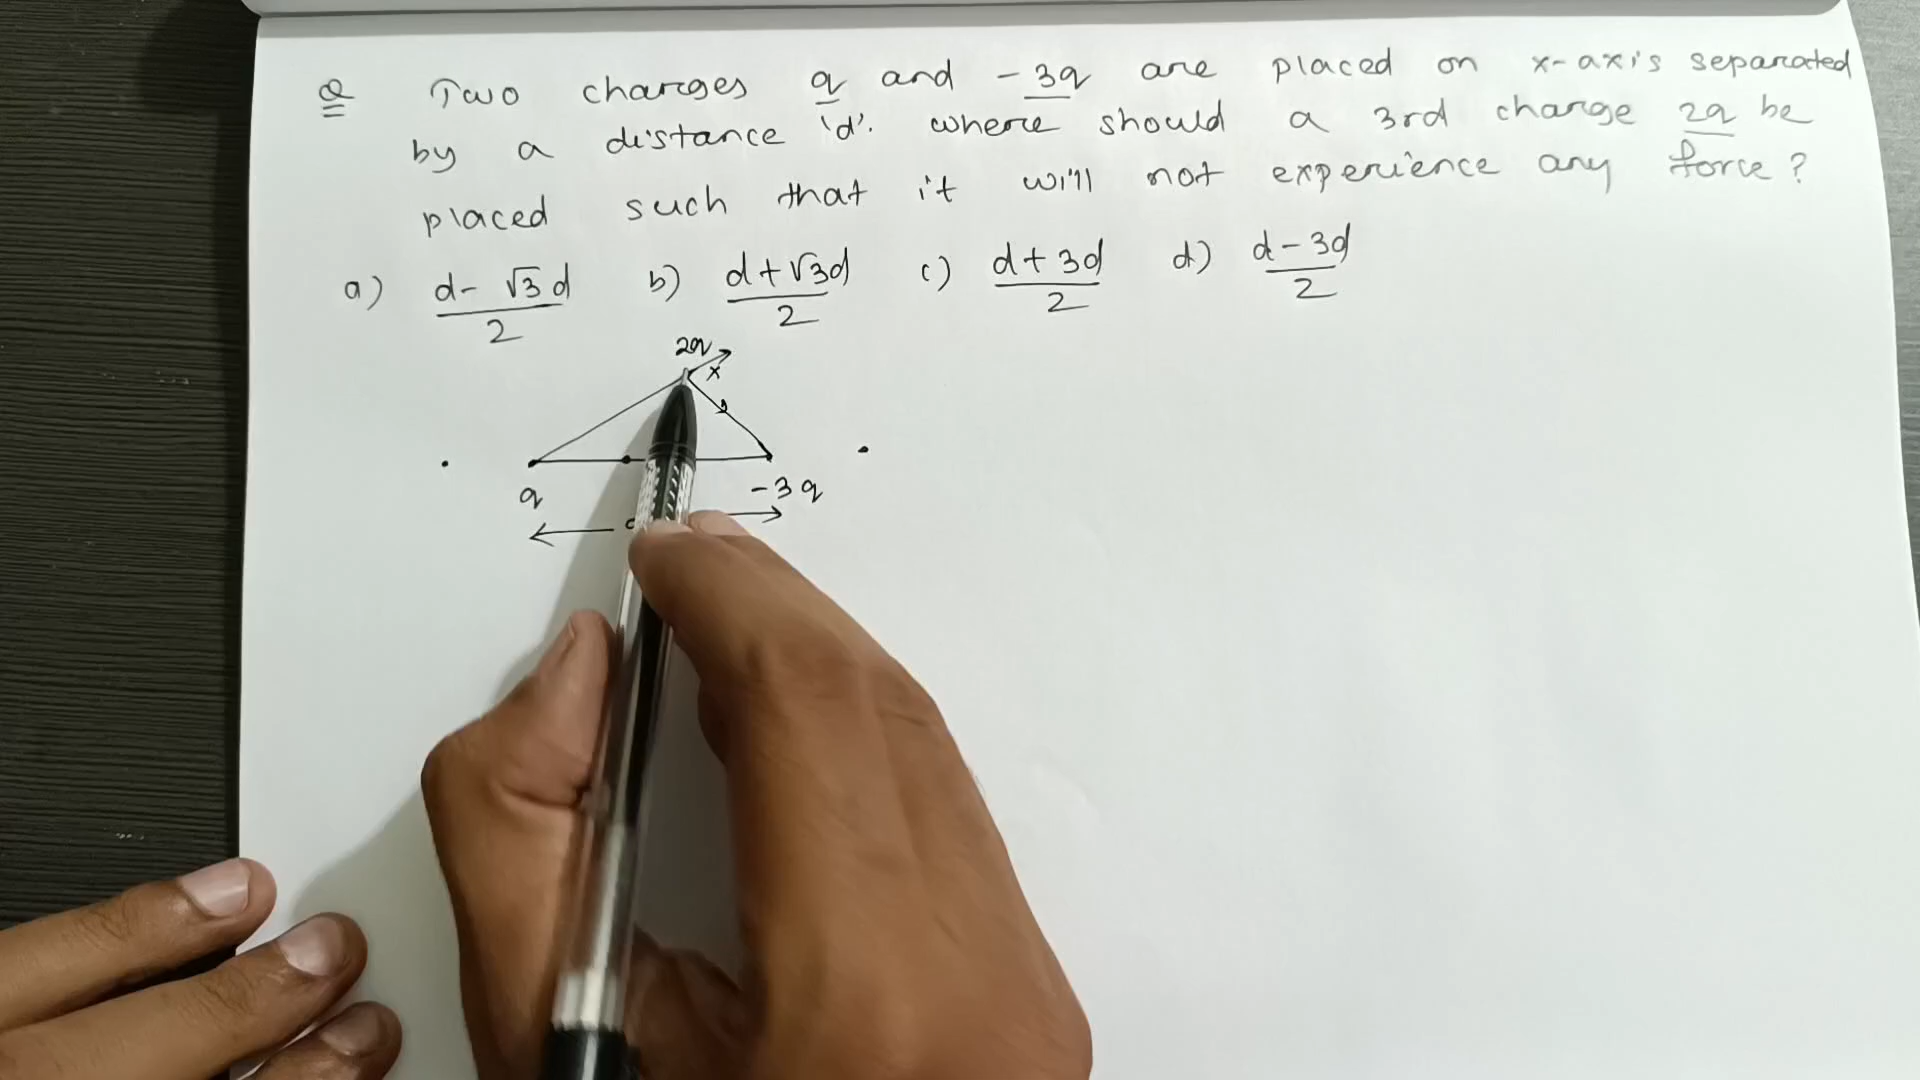 Q Two charges q and - 3q are placed on x-axis separated
by a distance 'd'. where should a 3rd charge 2q be
placed such that it will not experience any force?
a) d - √3 d / 2 b) d + √3d / 2 c) d + 3d / 2 d) d - 3d / 2
2q
x
q - 3q